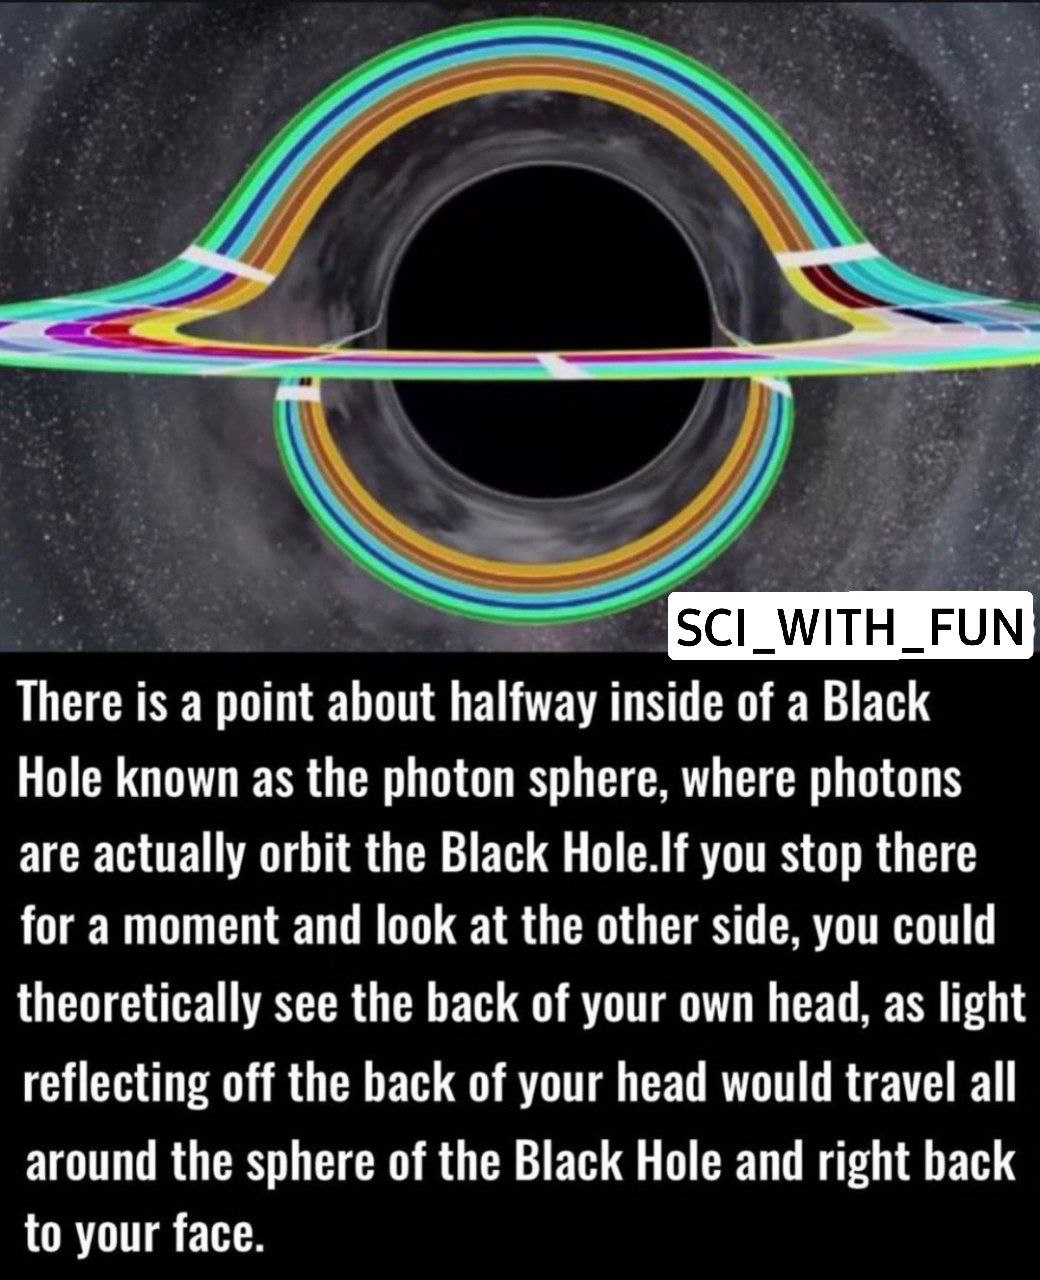 SCI_WITH_FUN
There is a point about halfway inside of a Black
Hole known as the photon sphere, where photons
are actually orbit the Black Hole.If you stop there
for a moment and look at the other side, you could
theoretically see the back of your own head, as light
reflecting off the back of your head would travel all
around the sphere of the Black Hole and right back
to your face.